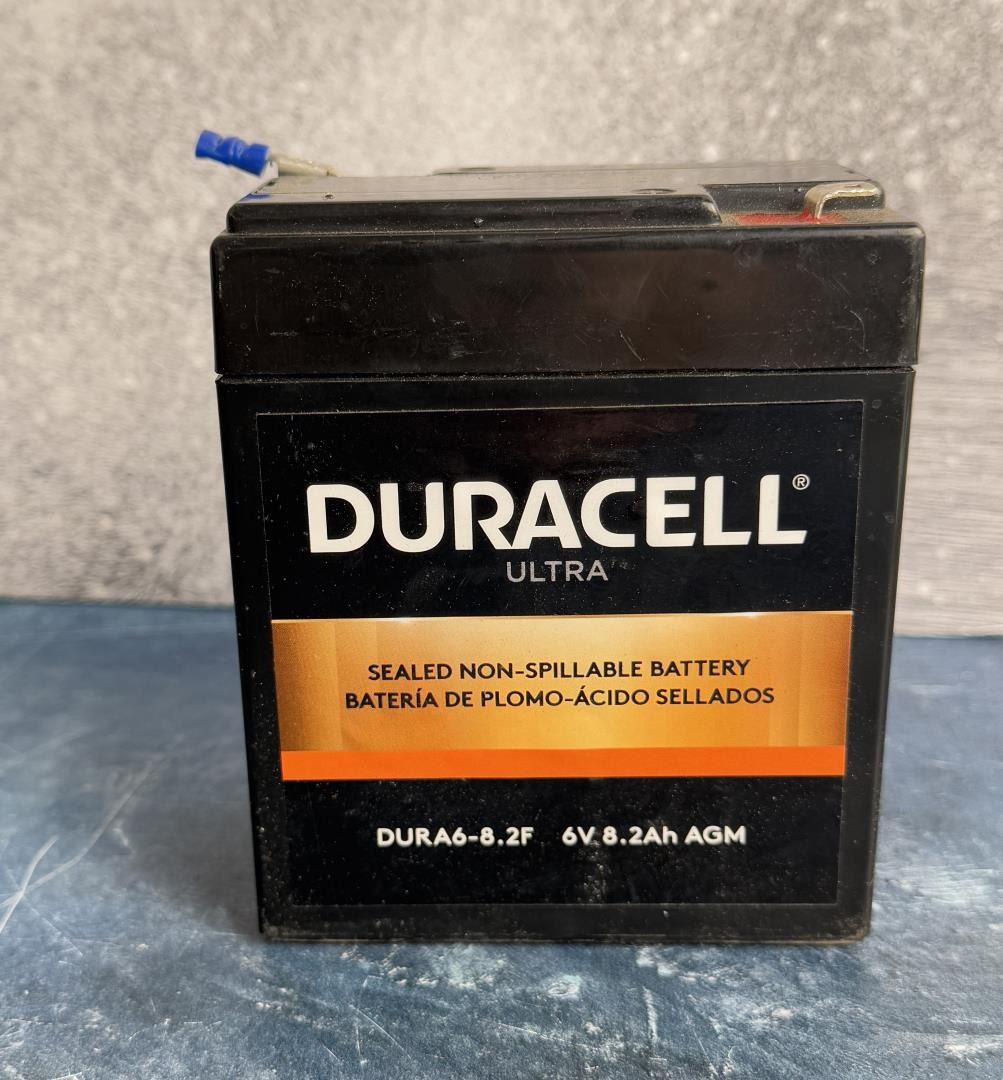 DURACELL®
ULTRA
SEALED NON-SPILLABLE BATTERY
BATERÍA DE PLOMO-ÁCIDO SELLADOS
DURA6-8.2F 6V 8.2Ah AGM